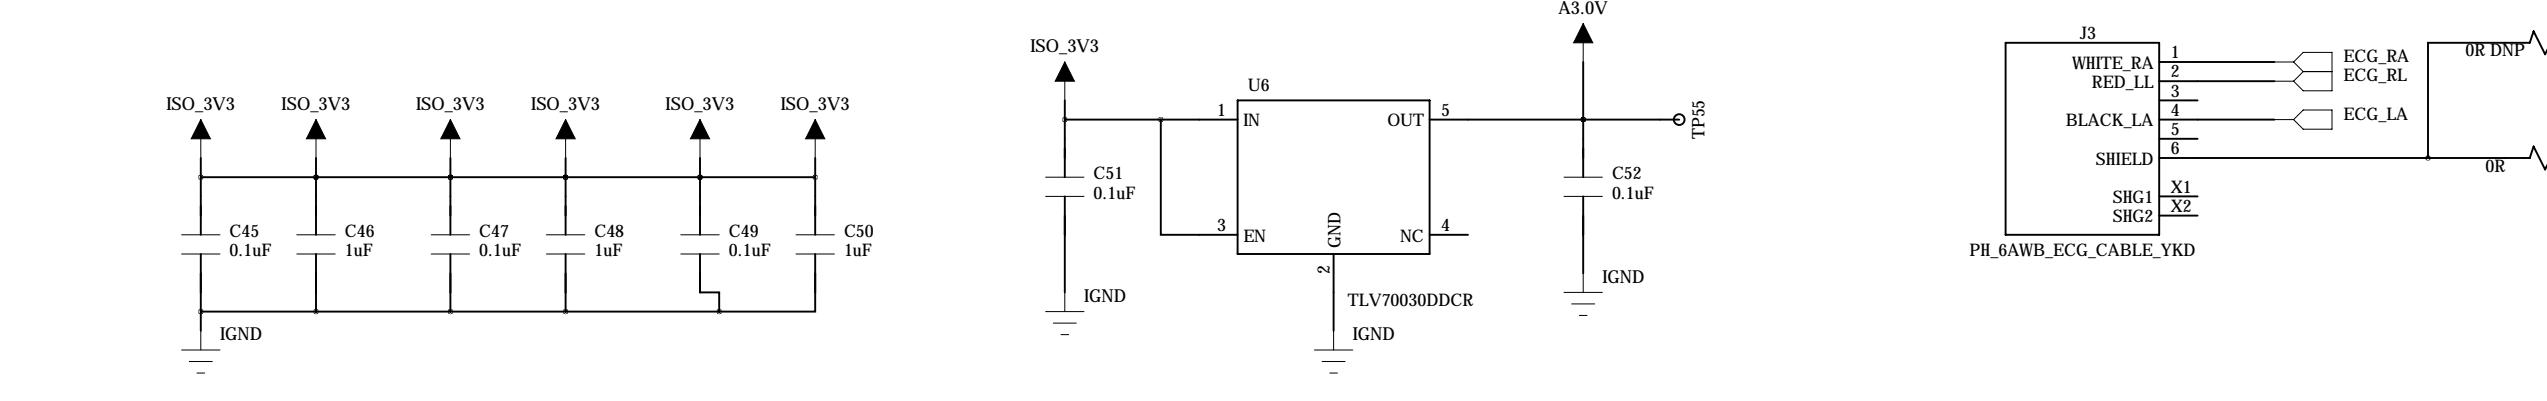 ISO_3V3
ISO_3V3
ISO_3V3
ISO_3V3
ISO_3V3
ISO_3V3
C45
0.1uF
C46
1uF
C47
0.1uF
C48
1uF
C49
0.1uF
C50
1uF
IGND
ISO_3V3
C51
0.1uF
IGND
U6
1
IN
OUT
5
3
EN
GND
NC
4
2
TLV70030DDCR
IGND
A3.0V
TP55
C52
0.1uF
IGND
J3
WHITE_RA
1
ECG_RA
RED_LL
2
ECG_RL
3
BLACK_LA
4
ECG_LA
5
SHIELD
6
SHG1
X1
SHG2
X2
PH_6AWB_ECG_CABLE_YKD
0R DNP
0R